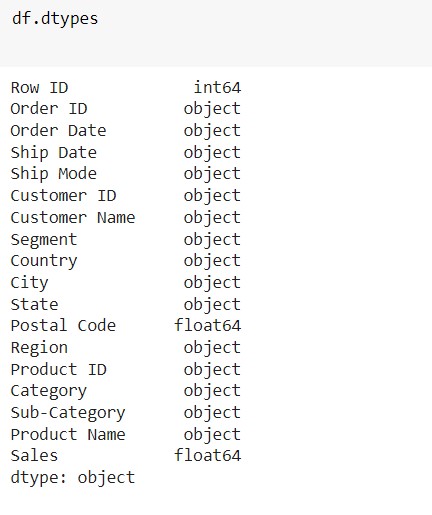 df.dtypes
Row ID int64
Order ID object
Order Date object
Ship Date object
Ship Mode object
Customer ID object
Customer Name object
Segment object
Country object
City object
State object
Postal Code float64
Region object
Product ID object
Category object
Sub-Category object
Product Name object
Sales float64
dtype: object